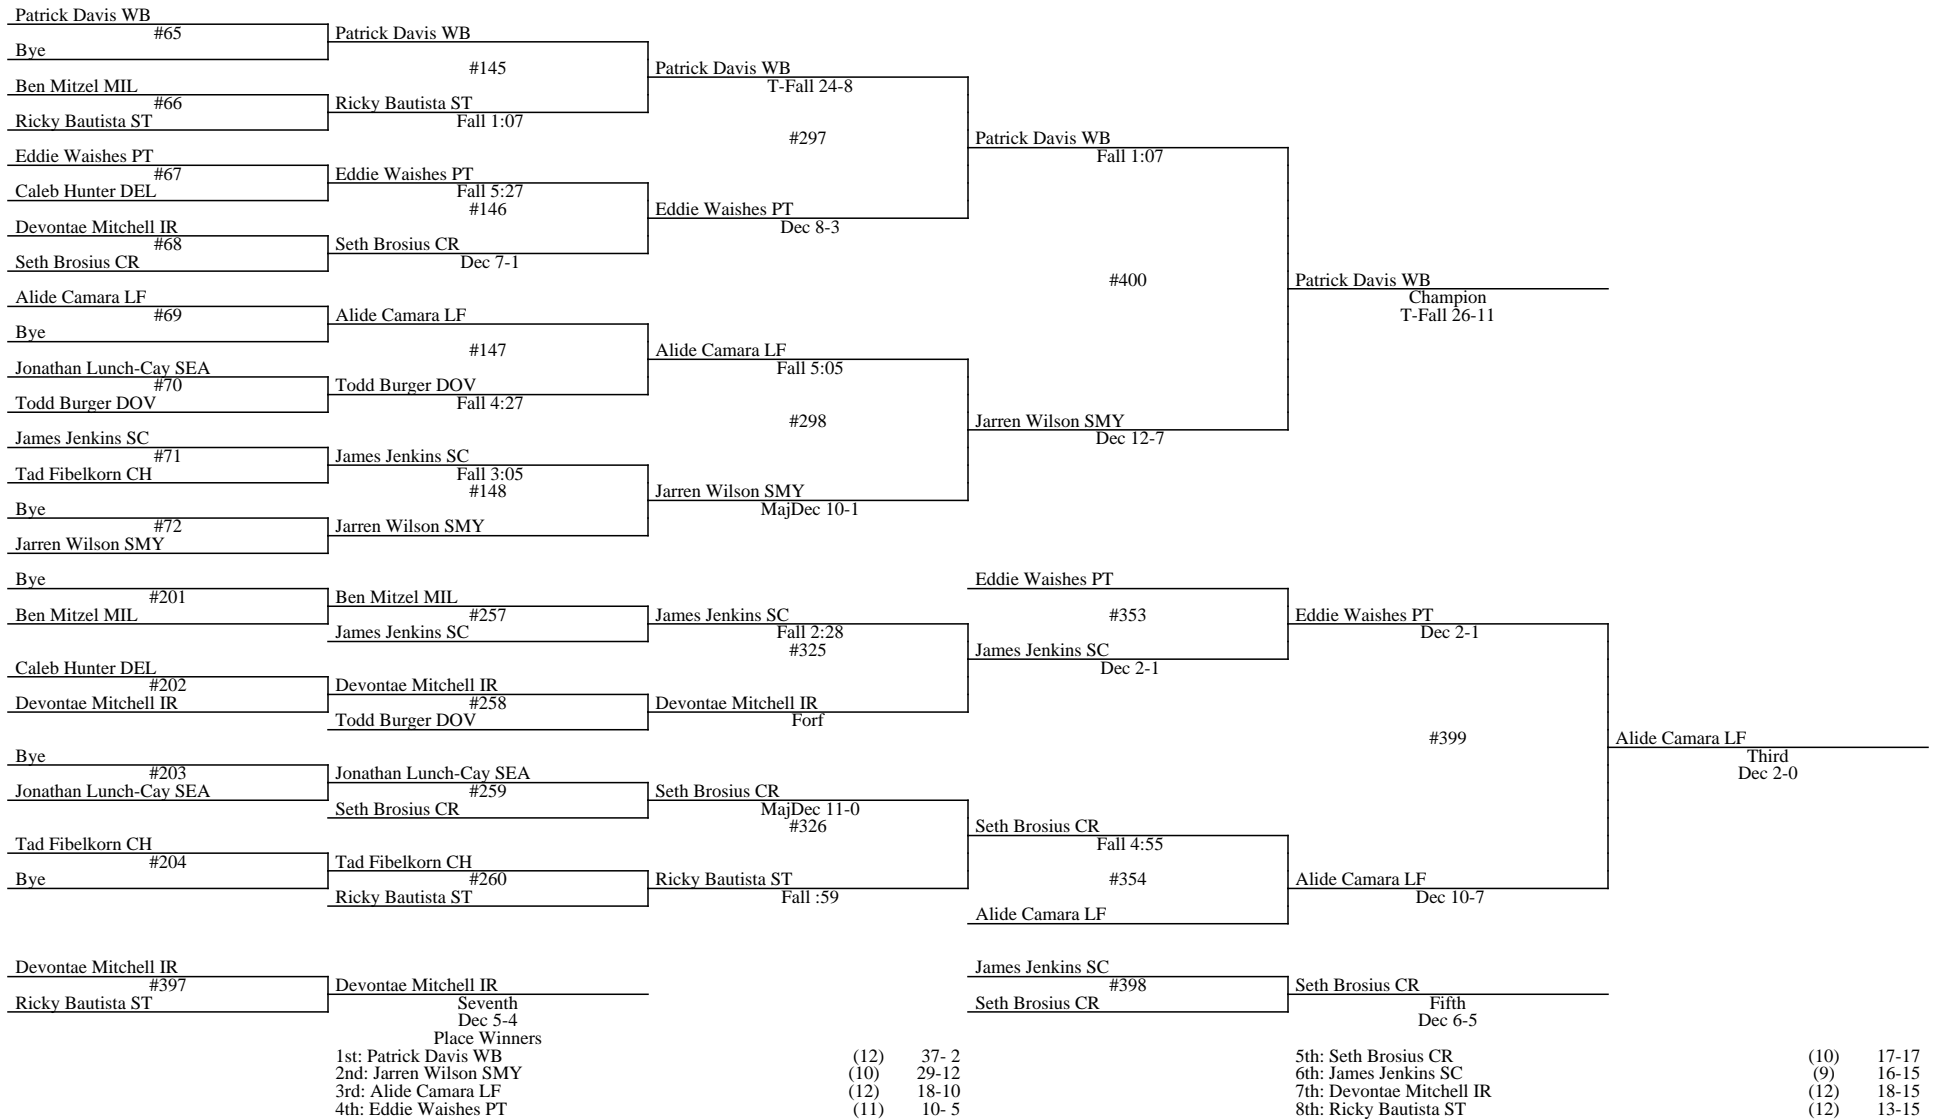 Patrick Davis WB
#65
Bye
Patrick Davis WB
#145
Ben Mitzel MIL
#66
Ricky Bautista ST
Ricky Bautista ST
Fall 1:07
Patrick Davis WB
T-Fall 24-8
#297
Eddie Waishes PT
#67
Caleb Hunter DEL
Eddie Waishes PT
Fall 5:27
#146
Devontae Mitchell IR
#68
Seth Brosius CR
Seth Brosius CR
Dec 7-1
Eddie Waishes PT
Dec 8-3
Patrick Davis WB
Fall 1:07
#400
Alide Camara LF
#69
Bye
Alide Camara LF
#147
Jonathan Lunch-Cay SEA
#70
Todd Burger DOV
Todd Burger DOV
Fall 4:27
Alide Camara LF
Fall 5:05
#298
James Jenkins SC
#71
Tad Fibelkorn CH
James Jenkins SC
Fall 3:05
#148
Bye
#72
Jarren Wilson SMY
Jarren Wilson SMY
Jarren Wilson SMY
MajDec 10-1
Jarren Wilson SMY
Dec 12-7
Patrick Davis WB
Champion
T-Fall 26-11
Bye
#201
Ben Mitzel MIL
Ben Mitzel MIL
#257
James Jenkins SC
James Jenkins SC
Fall 2:28
#325
Caleb Hunter DEL
#202
Devontae Mitchell IR
Devontae Mitchell IR
#258
Todd Burger DOV
Devontae Mitchell IR
Forf
Eddie Waishes PT
#353
James Jenkins SC
Dec 2-1
Eddie Waishes PT
Dec 2-1
#399
Bye
#203
Jonathan Lunch-Cay SEA
Jonathan Lunch-Cay SEA
#259
Seth Brosius CR
Seth Brosius CR
MajDec 11-0
#326
Tad Fibelkorn CH
#204
Bye
Tad Fibelkorn CH
#260
Ricky Bautista ST
Ricky Bautista ST
Fall :59
Seth Brosius CR
Fall 4:55
#354
Alide Camara LF
Alide Camara LF
Dec 10-7
Alide Camara LF
Third
Dec 2-0
Devontae Mitchell IR
#397
Ricky Bautista ST
Devontae Mitchell IR
Seventh
Dec 5-4
James Jenkins SC
#398
Seth Brosius CR
Seth Brosius CR
Fifth
Dec 6-5
Place Winners
1st: Patrick Davis WB (12) 37- 2
2nd: Jarren Wilson SMY (10) 29-12
3rd: Alide Camara LF (12) 18-10
4th: Eddie Waishes PT (11) 10- 5
5th: Seth Brosius CR (10) 17-17
6th: James Jenkins SC (9) 16-15
7th: Devontae Mitchell IR (12) 18-15
8th: Ricky Bautista ST (12) 13-15